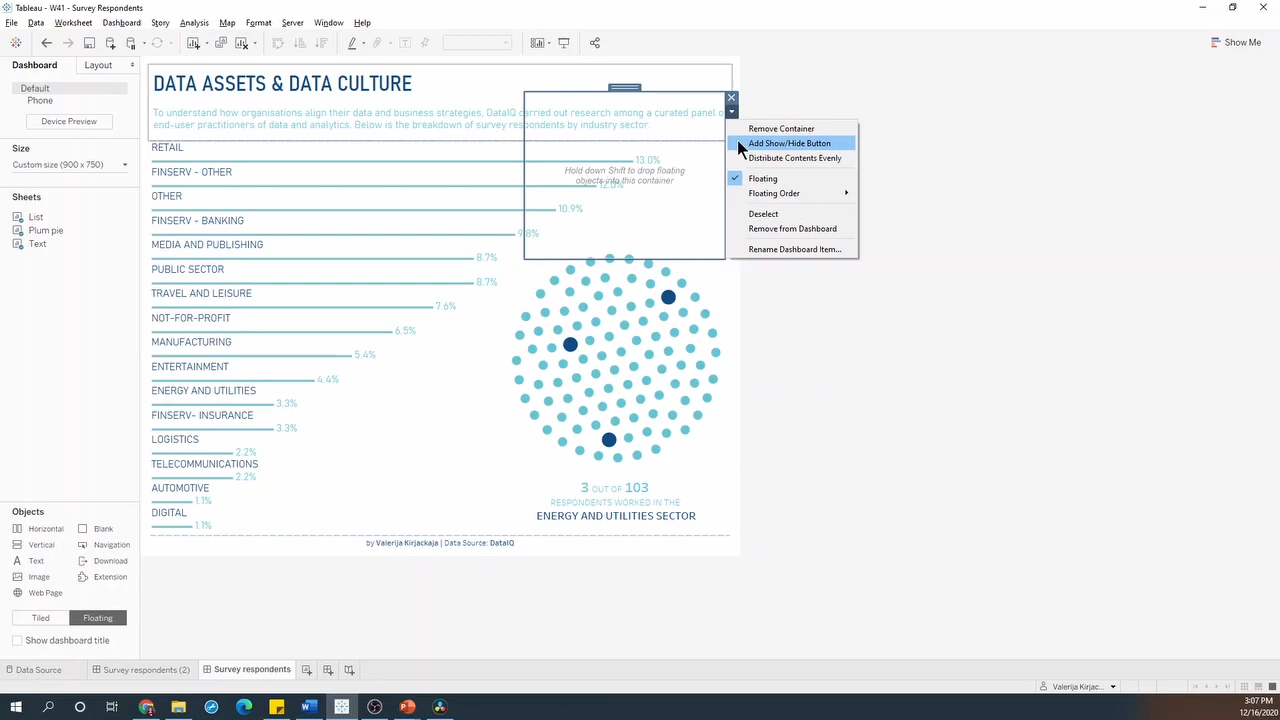 Tableau - W41 - Survey Respondents
File Data Worksheet Dashboard Story Analysis Map Format Server Window Help
Show Me
Dashboard Layout
Default
Phone
Device Preview
Size
Custom size (900 x 750)
Sheets
List
Plum pie
Text
Objects
Horizontal Blank
Vertical Navigation
Text Download
Image Extension
Web Page
Tiled Floating
Show dashboard title
DATA ASSETS & DATA CULTURE
To understand how organisations align their data and business strategies, DataIQ carried out research among a curated panel o
end-user practitioners of data and analytics. Below is the breakdown of survey respondents by industry sector.
RETAIL
13.0%
FINSERV - OTHER
12.0%
OTHER
10.9%
FINSERV - BANKING
9.8%
MEDIA AND PUBLISHING
8.7%
PUBLIC SECTOR
8.7%
TRAVEL AND LEISURE
7.6%
NOT-FOR-PROFIT
6.5%
MANUFACTURING
5.4%
ENTERTAINMENT
4.4%
ENERGY AND UTILITIES
3.3%
FINSERV- INSURANCE
3.3%
LOGISTICS
2.2%
TELECOMMUNICATIONS
2.2%
AUTOMOTIVE
1.1%
DIGITAL
1.1%
Hold down Shift to drop floating
objects into this container
Remove Container
Add Show/Hide Button
Distribute Contents Evenly
Floating
Floating Order
Deselect
Remove from Dashboard
Rename Dashboard Item...
3 OUT OF 103
RESPONDENTS WORKED IN THE
ENERGY AND UTILITIES SECTOR
by Valerija Kirjackaja | Data Source: DataIQ
Data Source Survey respondents (2) Survey respondents
Valerija Kirjac...
3:07 PM
12/16/2020